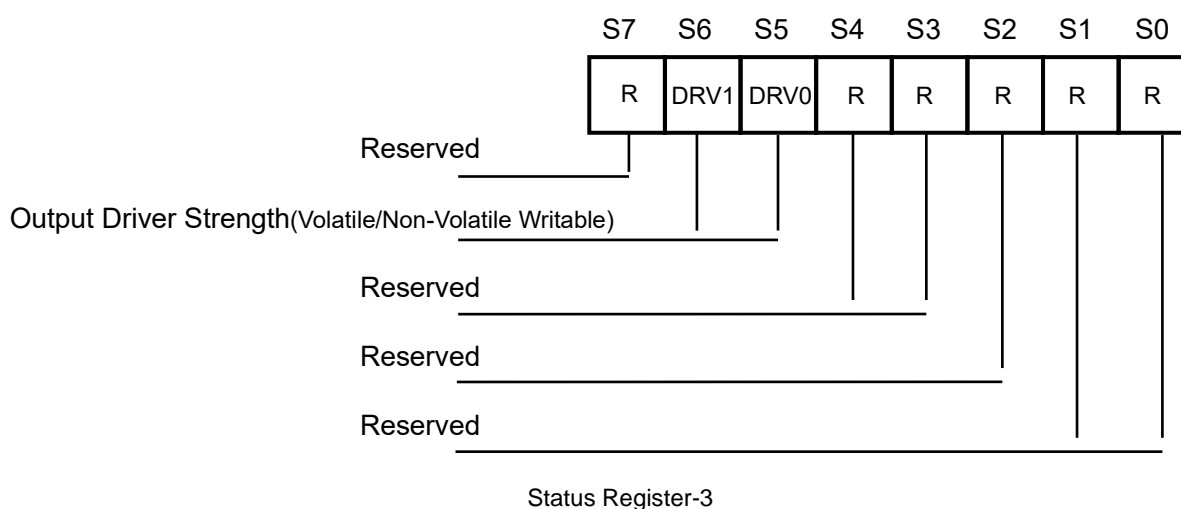 S7 S6 S5 S4 S3 S2 S1 S0
R DRV1 DRV0 R R R R R
Reserved
Output Driver Strength(Volatile/Non-Volatile Writable)
Reserved
Reserved
Reserved
Status Register-3